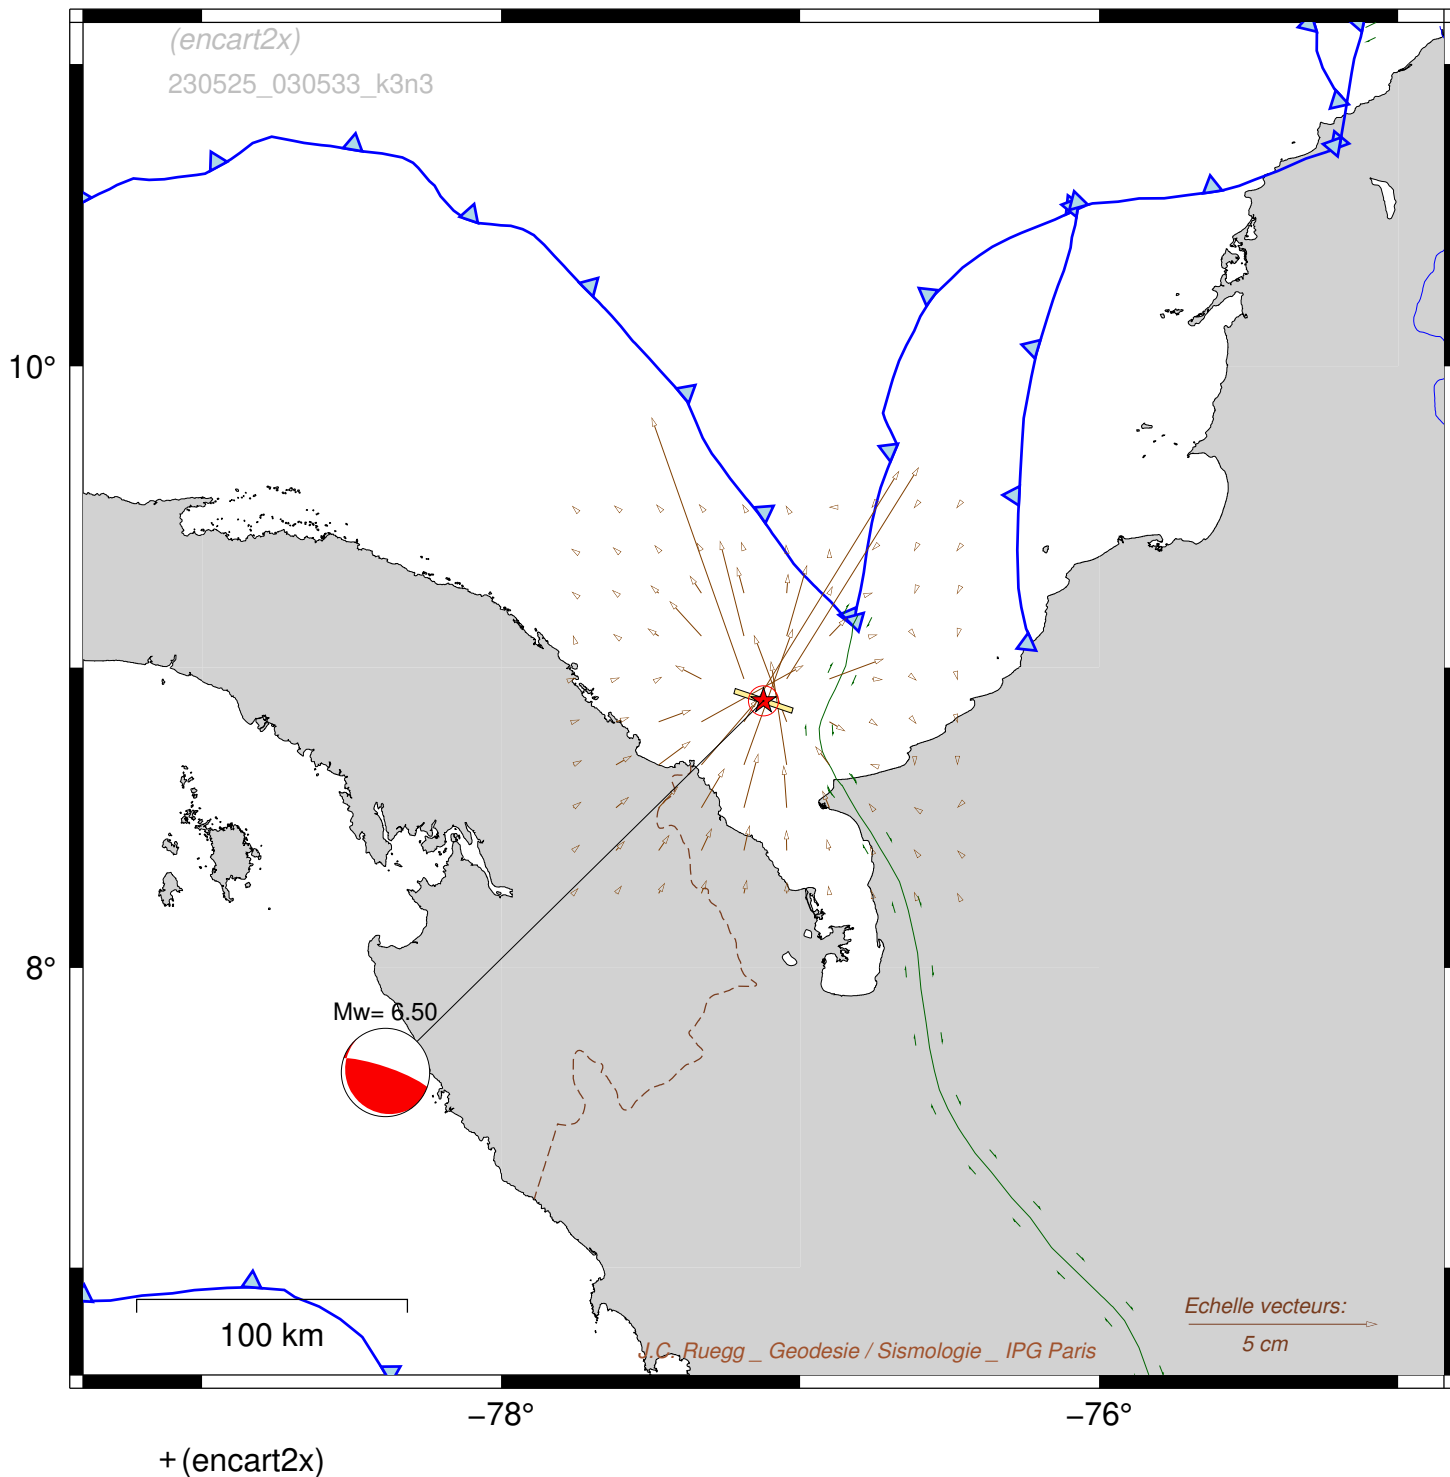 (encart2x)
230525_030533_k3n3
10°
8°
Mw= 6.50
100 km
Echelle vecteurs:
5 cm
J.C. Ruegg _ Geodesie / Sismologie _ IPG Paris
−78°
−76°
+ (encart2x)